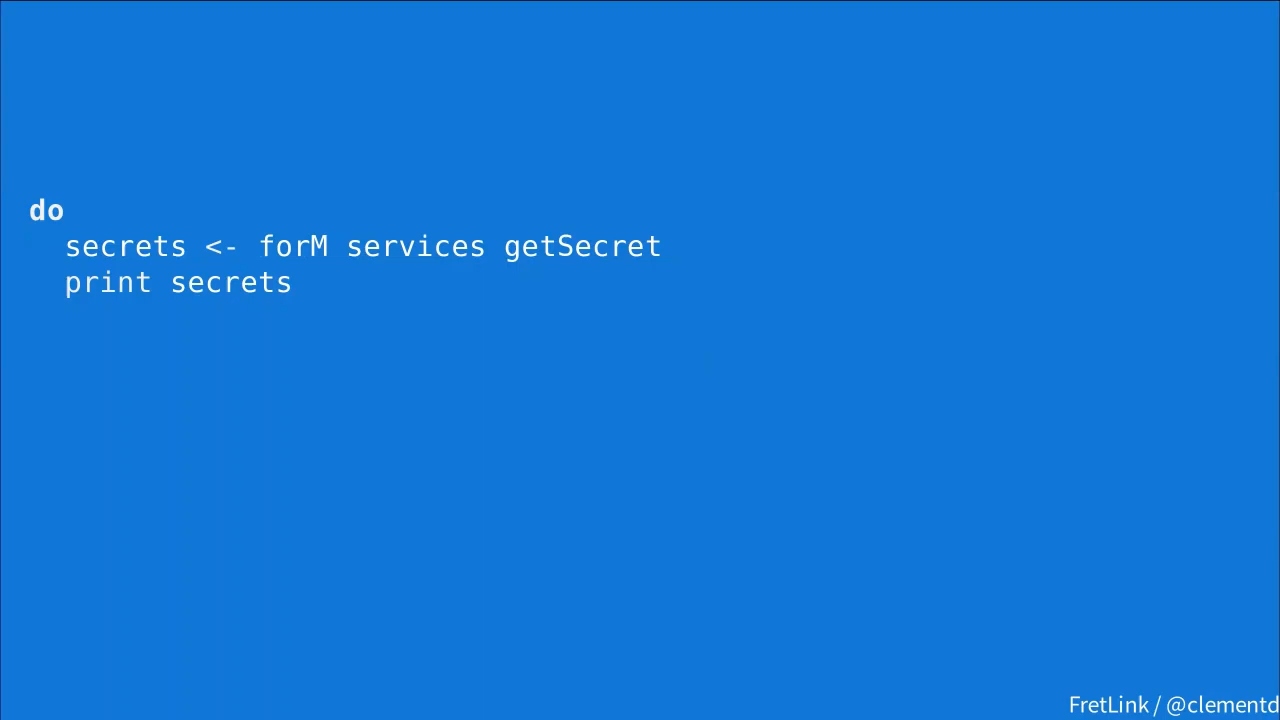 do
  secrets <- forM services getSecret
  print secrets
FretLink / @clementd